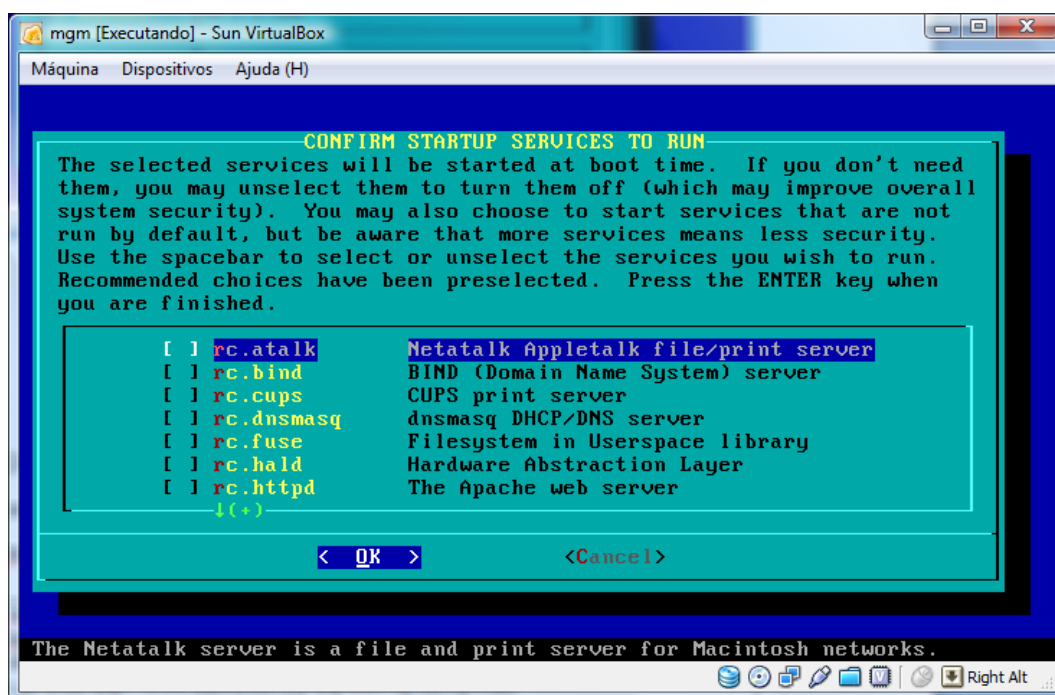 mgm [Executando] - Sun VirtualBox
Máquina Dispositivos Ajuda (H)
CONFIRM STARTUP SERVICES TO RUN
The selected services will be started at boot time. If you don't need
them, you may unselect them to turn them off (which may improve overall
system security). You may also choose to start services that are not
run by default, but be aware that more services means less security.
Use the spacebar to select or unselect the services you wish to run.
Recommended choices have been preselected. Press the ENTER key when
you are finished.
[ ] rc.atalk Netatalk Appletalk file/print server
[ ] rc.bind BIND (Domain Name System) server
[ ] rc.cups CUPS print server
[ ] rc.dnsmasq dnsmasq DHCP/DNS server
[ ] rc.fuse Filesystem in Userspace library
[ ] rc.hald Hardware Abstraction Layer
[ ] rc.httpd The Apache web server
↓(+)
< OK > <Cancel>
The Netatalk server is a file and print server for Macintosh networks.
Right Alt